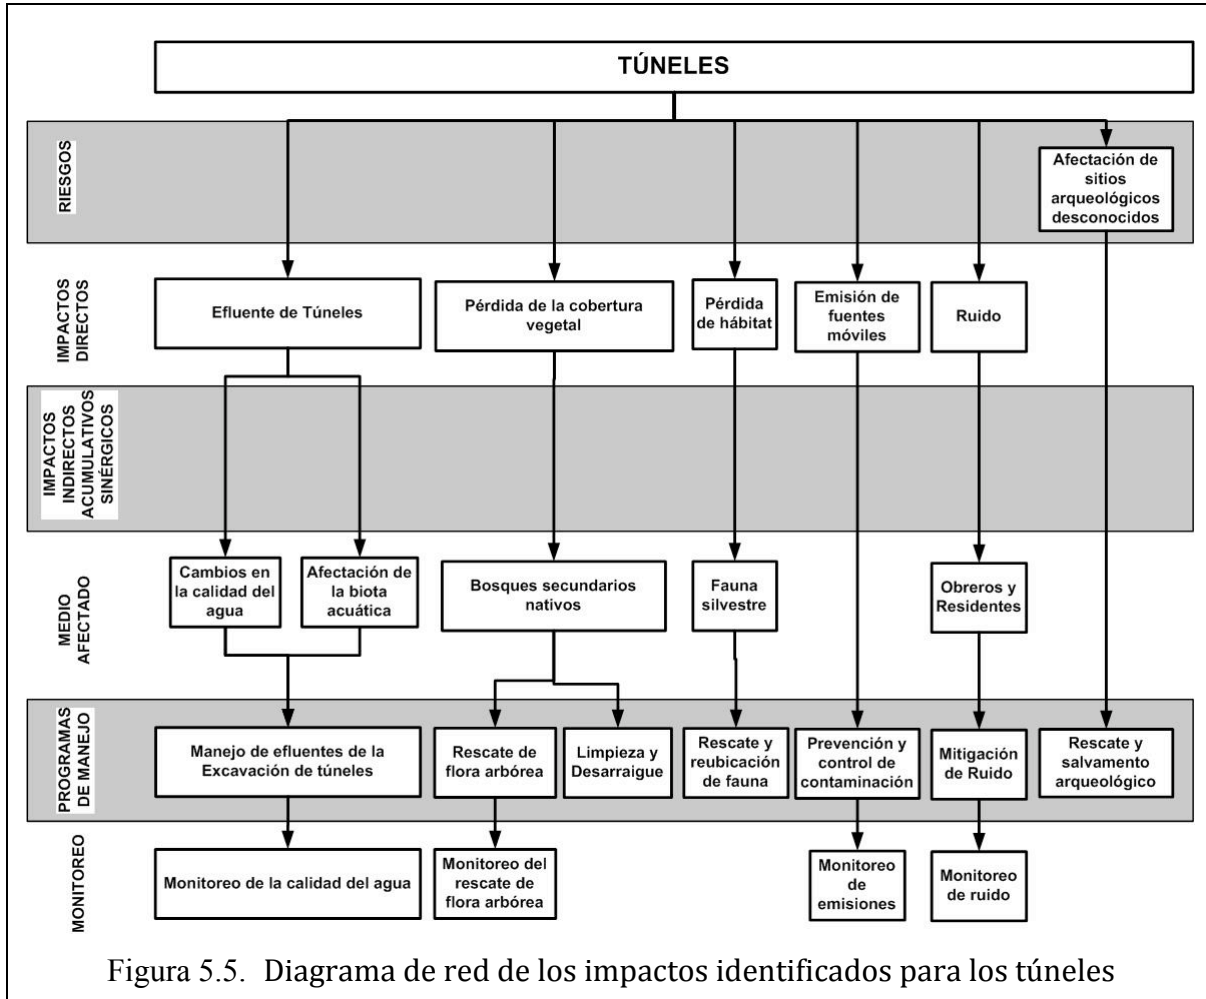 TÚNELES
RIESGOS
Afectación de
sitios
arqueológicos
desconocidos
IMPACTOS
DIRECTOS
Efluente de Túneles
Pérdida de la cobertura
vegetal
Pérdida
de hábitat
Emisión de
fuentes
móviles
Ruido
IMPACTOS
INDIRECTOS
ACUMULATIVOS
SINÉRGICOS
MEDIO
AFECTADO
Cambios en
la calidad del
agua
Afectación de
la biota
acuática
Bosques secundarios
nativos
Fauna
silvestre
Obreros y
Residentes
PROGRAMAS
DE MANEJO
Manejo de efluentes de la
Excavación de túneles
Rescate de
flora arbórea
Limpieza y
Desarraigue
Rescate y
reubicación
de fauna
Prevención y
control de
contaminación
Mitigación
de Ruido
Rescate y
salvamento
arqueológico
MONITOREO
Monitoreo de la calidad del agua
Monitoreo del
rescate de
flora arbórea
Monitoreo
de
emisiones
Monitoreo
de ruido
Figura 5.5. Diagrama de red de los impactos identificados para los túneles